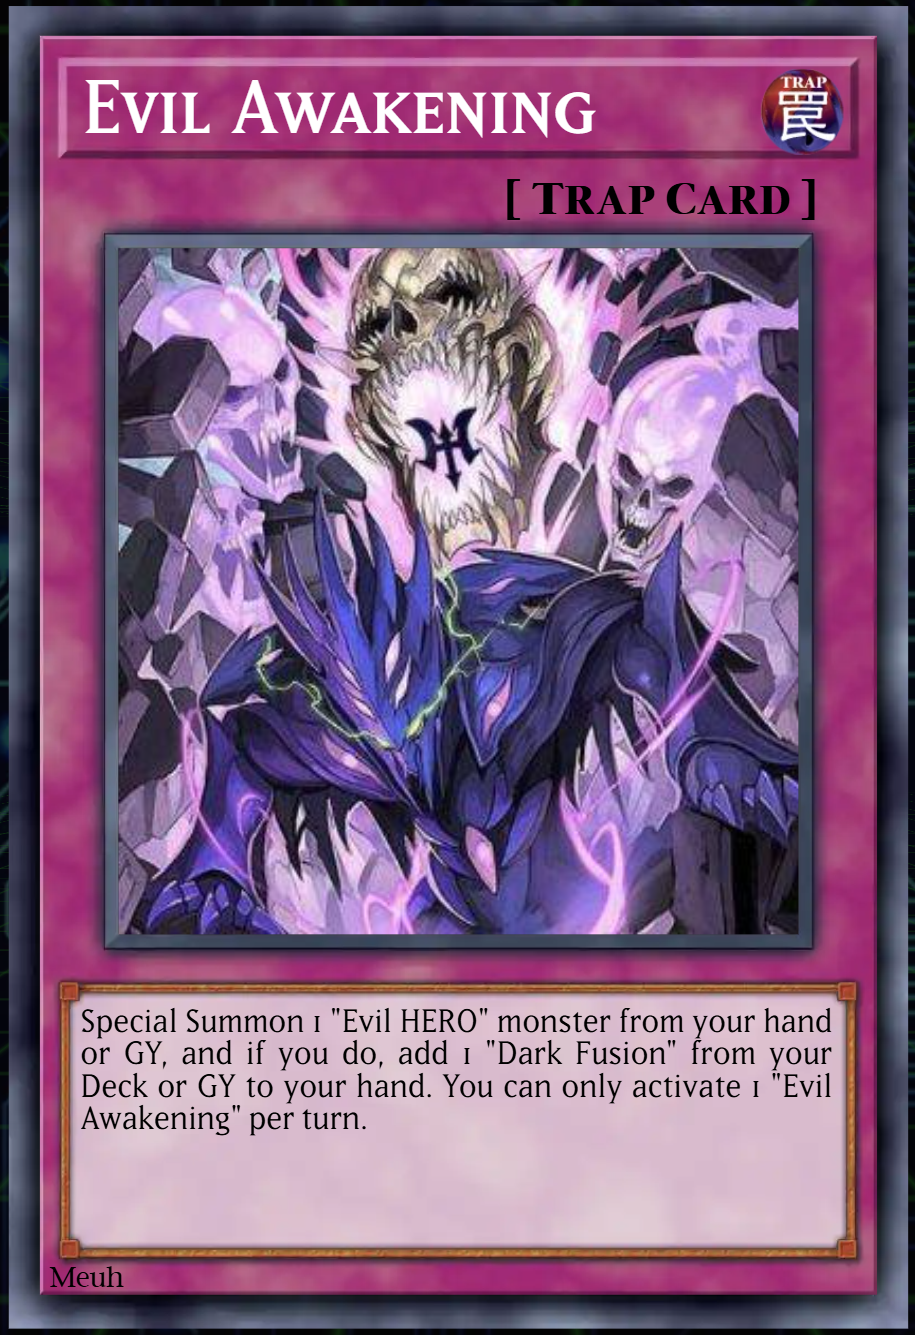 Evil Awakening
TRAP
罠
[ Trap Card ]
Special Summon 1 "Evil HERO" monster from your hand
or GY, and if you do, add 1 "Dark Fusion" from your
Deck or GY to your hand. You can only activate 1 "Evil
Awakening" per turn.
Meuh